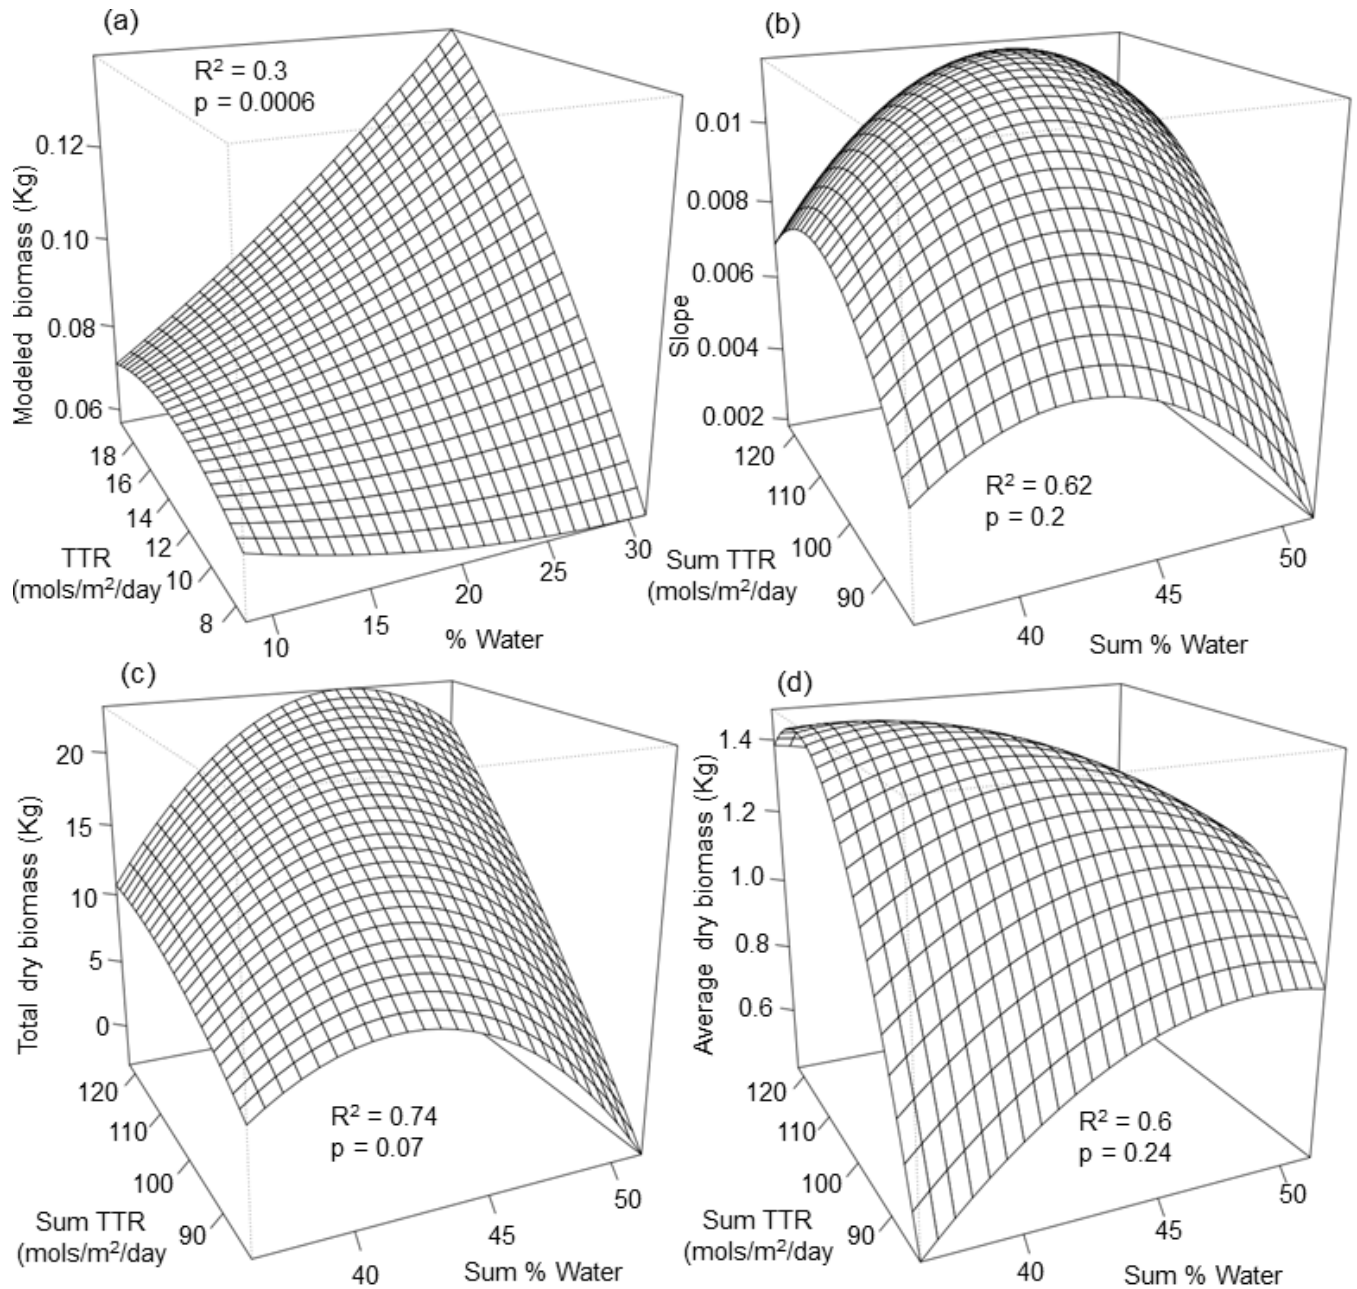 (a)
R² = 0.3
p = 0.0006
Modeled biomass (Kg)
0.12
0.10
0.08
0.06
18
16
14
12
10
8
TTR
(mols/m²/day
10
15
20
25
30
% Water
(b)
Slope
0.01
0.008
0.006
0.004
0.002
120
110
100
90
Sum TTR
(mols/m²/day
R² = 0.62
p = 0.2
40
45
50
Sum % Water
(c)
Total dry biomass (Kg)
20
15
10
5
0
120
110
100
90
Sum TTR
(mols/m²/day
R² = 0.74
p = 0.07
40
45
50
Sum % Water
(d)
Average dry biomass (Kg)
1.4
1.2
1.0
0.8
0.6
120
110
100
90
Sum TTR
(mols/m²/day
R² = 0.6
p = 0.24
40
45
50
Sum % Water